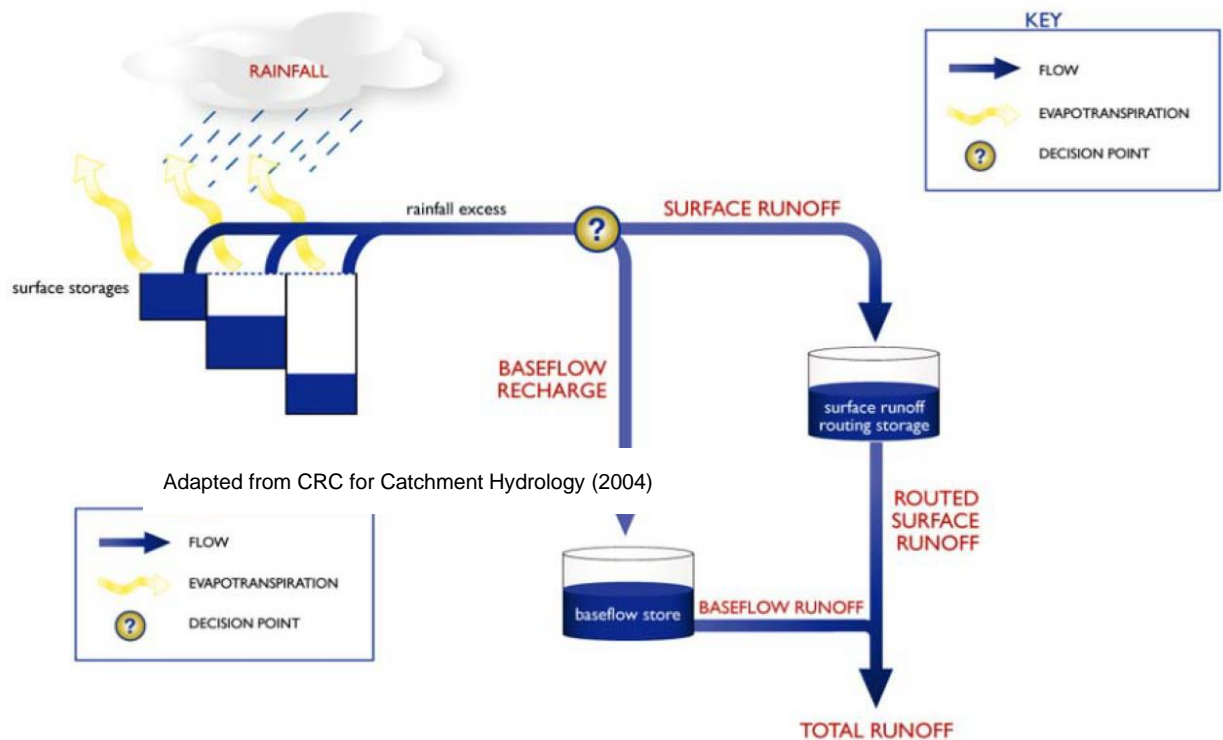 KEY
FLOW
EVAPOTRANSPIRATION
?
DECISION POINT
RAINFALL
rainfall excess
?
SURFACE RUNOFF
surface storages
BASEFLOW
RECHARGE
surface runoff
routing storage
Adapted from CRC for Catchment Hydrology (2004)
ROUTED
SURFACE
RUNOFF
FLOW
EVAPOTRANSPIRATION
?
DECISION POINT
baseflow store
BASEFLOW RUNOFF
TOTAL RUNOFF